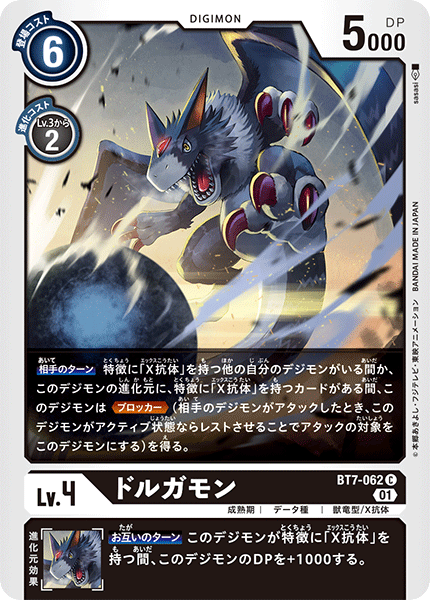 DIGIMON
登場コスト
6
DP
5000
進化コスト
Lv.3から
2
sasasi
相手のターン 特徴に「X抗体」を持つ他の自分のデジモンがいる間か、
このデジモンの進化元に、特徴に「X抗体」を持つカードがある間、こ
のデジモンは ブロッカー (相手のデジモンがアタックしたとき、この
デジモンがアクティブ状態ならレストさせることでアタックの対象を
このデジモンにする)を得る。
©本郷あきよし・フジテレビ・東映アニメーション BANDAI MADE IN JAPAN
BT7-062 C
01
Lv.4
ドルガモン
成熟期 | データ種 | 獣竜型/X抗体
進化元効果
お互いのターン このデジモンが特徴に「X抗体」を
持つ間、このデジモンのDPを+1000する。